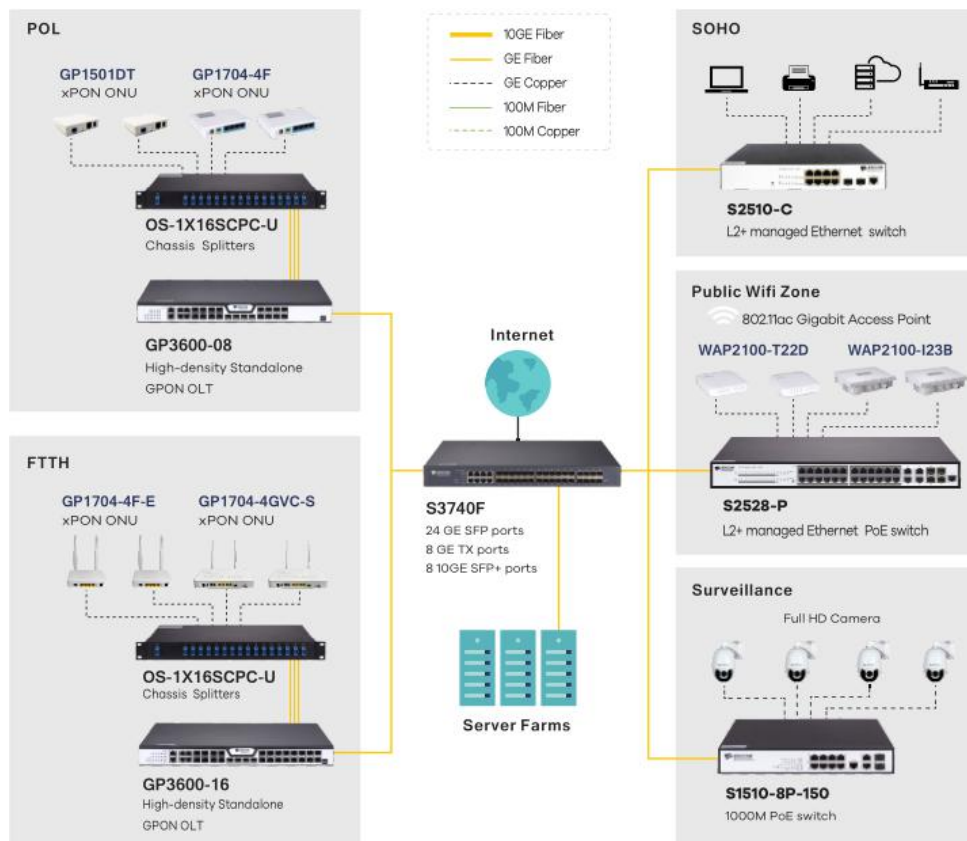 POL
GP1501DT
xPON ONU
GP1704-4F
xPON ONU
OS-1X16SCPC-U
Chassis Splitters
GP3600-08
High-density Standalone
GPON OLT
FTTH
GP1704-4F-E
xPON ONU
GP1704-4GVC-S
xPON ONU
OS-1X16SCPC-U
Chassis Splitters
GP3600-16
High-density Standalone
GPON OLT
10GE Fiber
GE Fiber
GE Copper
100M Fiber
100M Copper
Internet
S3740F
24 GE SFP ports
8 GE TX ports
8 10GE SFP+ ports
Server Farms
SOHO
S2510-C
L2+ managed Ethernet switch
Public Wifi Zone
802.11ac Gigabit Access Point
WAP2100-T22D
WAP2100-I23B
S2528-P
L2+ managed Ethernet PoE switch
Surveillance
Full HD Camera
S1510-8P-150
1000M PoE switch